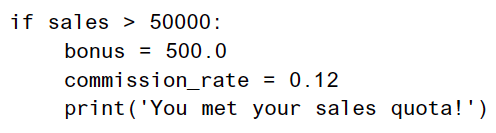 if sales > 50000:
    bonus = 500.0
    commission_rate = 0.12
    print('You met your sales quota!')